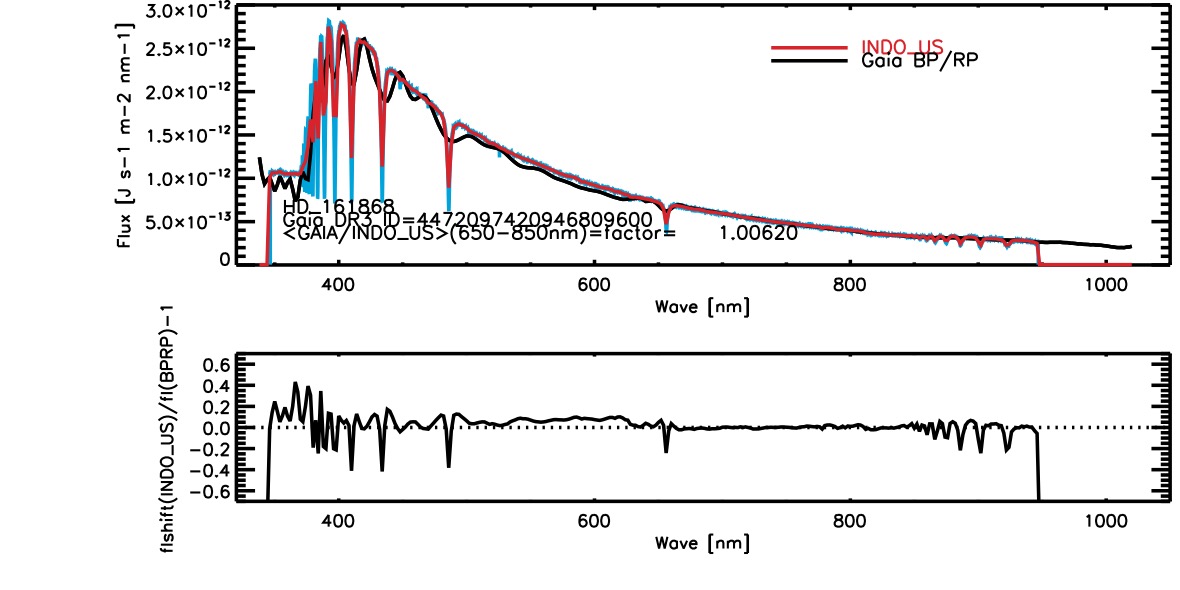 3.0×10⁻¹²
2.5×10⁻¹²
2.0×10⁻¹²
1.5×10⁻¹²
1.0×10⁻¹²
5.0×10⁻¹³
0
Flux [J s−1 m−2 nm−1]
INDO_US
Gaia BP/RP
HD_161868
Gaia DR3 ID=4472097420946809600
<GAIA/INDO_US>(650−850nm)=factor= 1.00620
400 600 800 1000
Wave [nm]
0.6
0.4
0.2
0.0
−0.2
−0.4
−0.6
flshift(INDO_US)/fl(BPRP)−1
400 600 800 1000
Wave [nm]